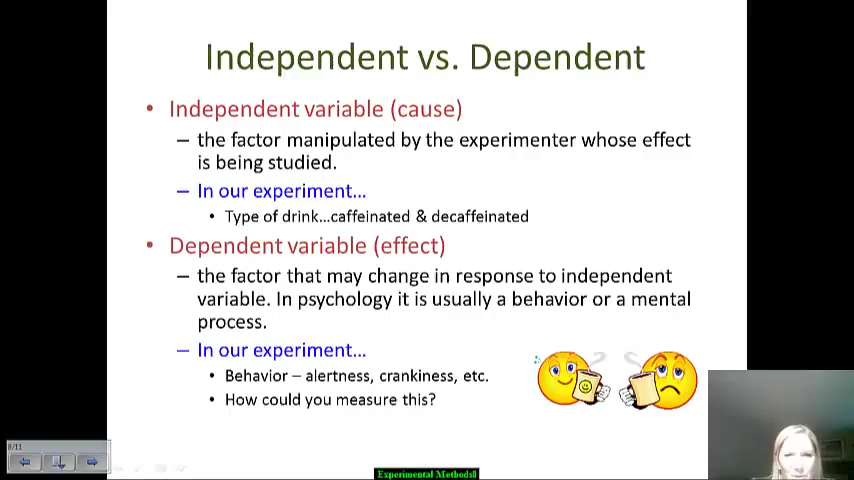 Independent vs. Dependent
• Independent variable (cause)
– the factor manipulated by the experimenter whose effect
is being studied.
– In our experiment…
• Type of drink…caffeinated & decaffeinated
• Dependent variable (effect)
– the factor that may change in response to independent
variable. In psychology it is usually a behavior or a mental
process.
– In our experiment…
• Behavior – alertness, crankiness, etc.
• How could you measure this?
8/11
Experimental Methods